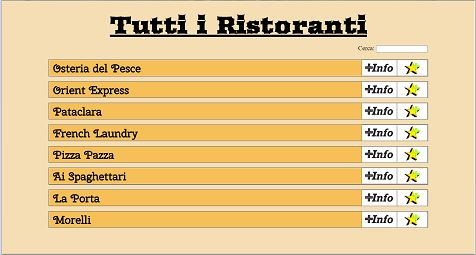 Tutti i Ristoranti
Cerca:
Osteria del Pesce +Info
Orient Express +Info
Pataclara +Info
French Laundry +Info
Pizza Pazza +Info
Ai Spaghettari +Info
La Porta +Info
Morelli +Info